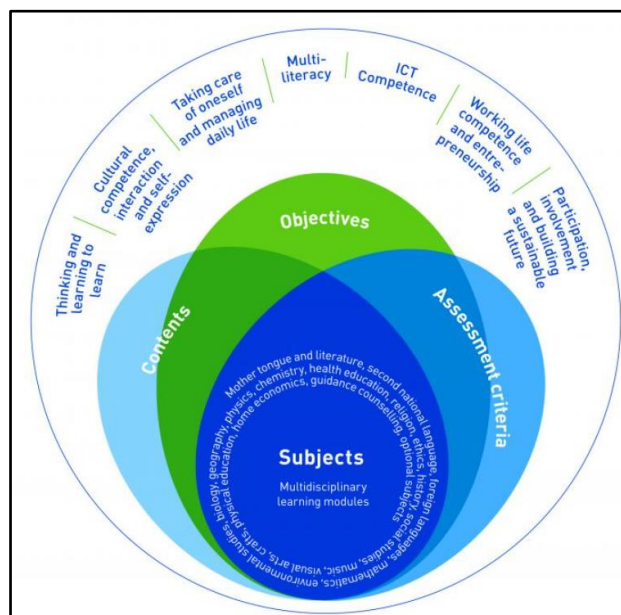 Thinking and
learning to
learn
Cultural
competence,
interaction
and self-
expression
Taking care
of oneself
and managing
daily life
Multi-
literacy
ICT
Competence
Working life
competence
and entre-
preneurship
Participation,
involvement
and building
a sustainable
future
Objectives
Contents
Assessment criteria
Mother tongue and literature, second national language, foreign languages, mathematics, environmental studies, biology, geography, physics, chemistry, health education, religion, ethics, history, social studies, music, visual arts, crafts, physical education, home economics, guidance counselling, optional subjects
Subjects
Multidisciplinary
learning modules